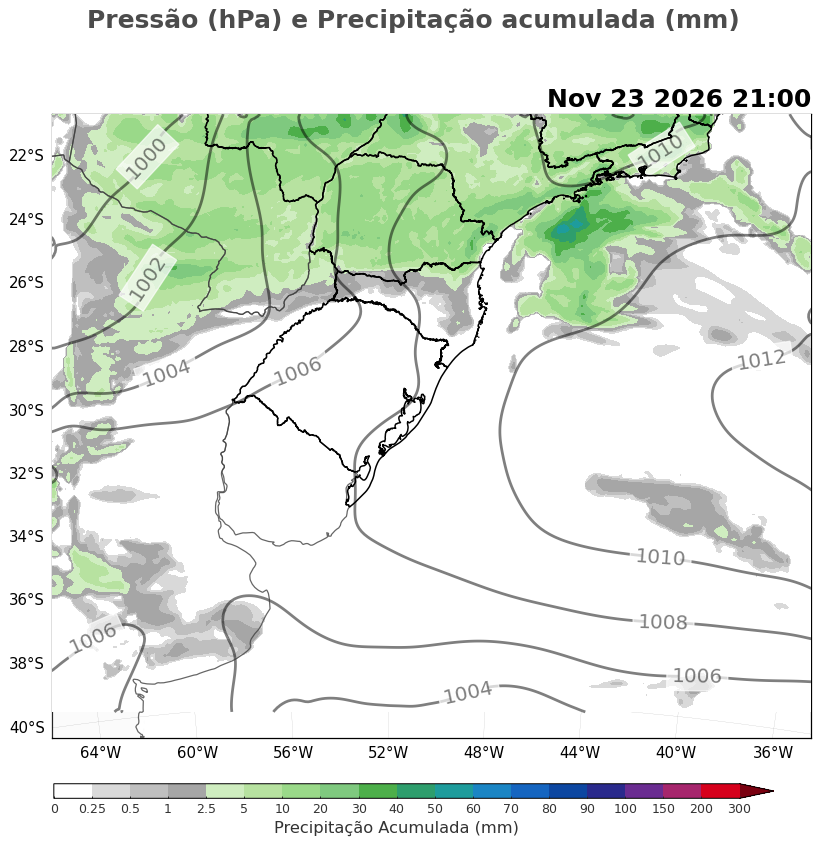 Pressão (hPa) e Precipitação acumulada (mm)
Nov 23 2026 21:00
22°S
24°S
26°S
28°S
30°S
32°S
34°S
36°S
38°S
40°S
1000
1010
1002
1004
1006
1012
1010
1008
1006
1006
1004
64°W 60°W 56°W 52°W 48°W 44°W 40°W 36°W
0 0.25 0.5 1 2.5 5 10 20 30 40 50 60 70 80 90 100 150 200 300
Precipitação Acumulada (mm)